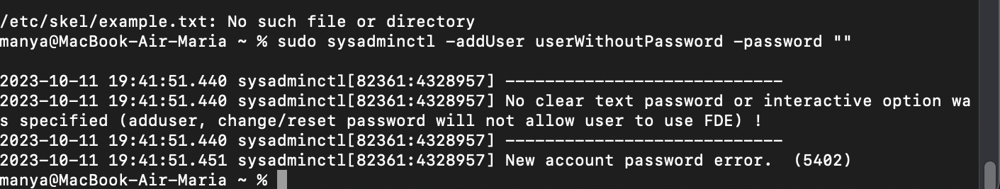 /etc/skel/example.txt: No such file or directory
manya@MacBook-Air-Maria ~ % sudo sysadminctl -addUser userWithoutPassword -password ""
2023-10-11 19:41:51.440 sysadminctl[82361:4328957] ----------------------------
2023-10-11 19:41:51.440 sysadminctl[82361:4328957] No clear text password or interactive option wa
s specified (adduser, change/reset password will not allow user to use FDE) !
2023-10-11 19:41:51.440 sysadminctl[82361:4328957] ----------------------------
2023-10-11 19:41:51.451 sysadminctl[82361:4328957] New account password error.  (5402)
manya@MacBook-Air-Maria ~ %